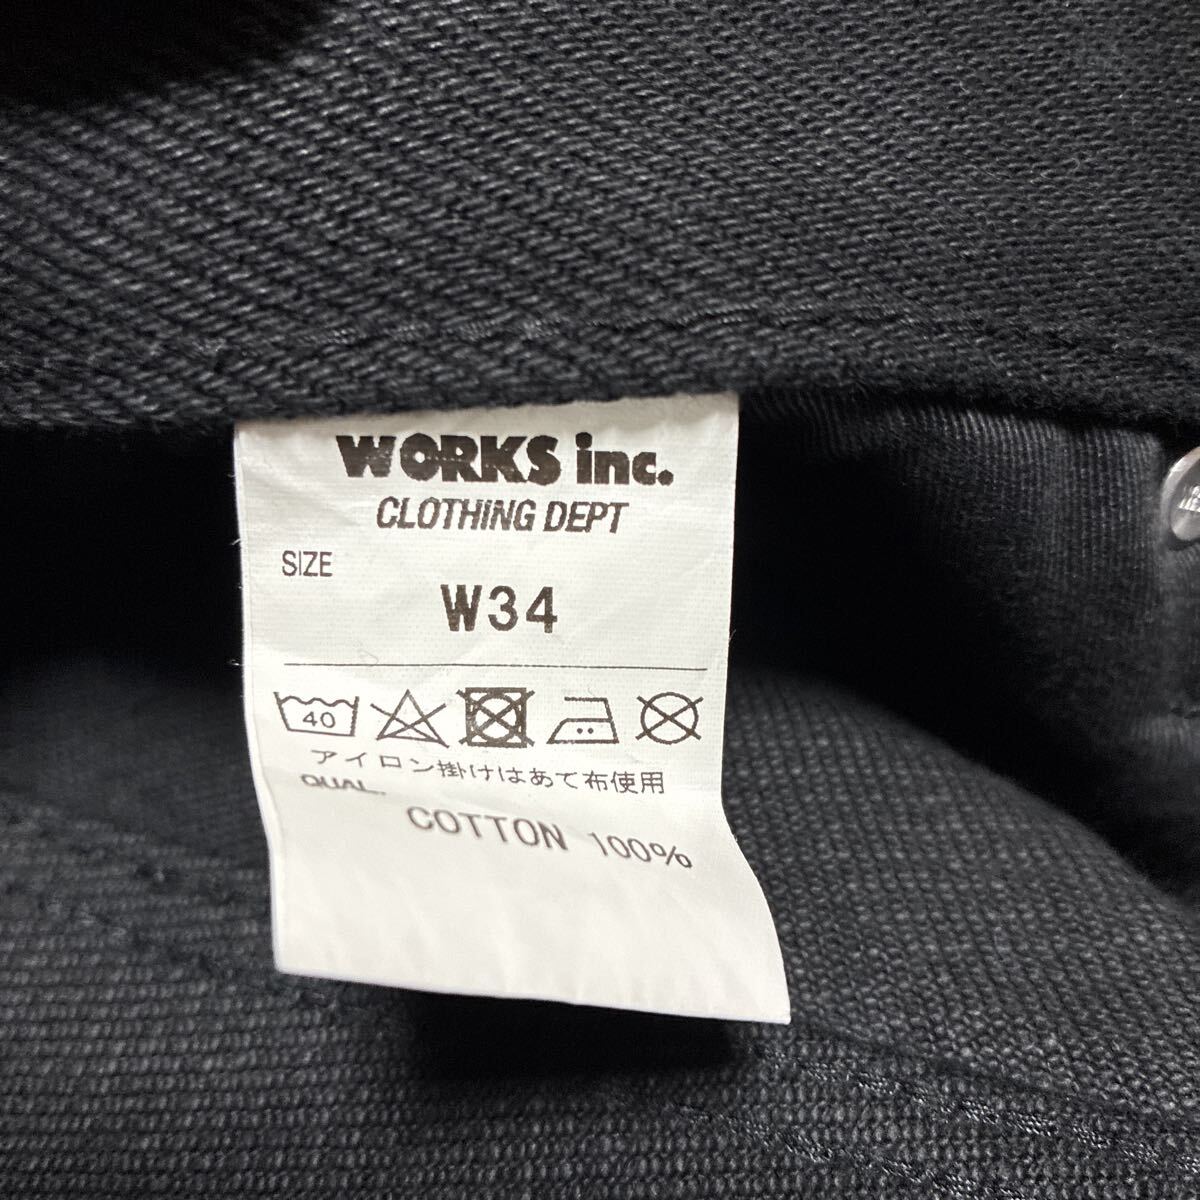 WORKS inc.
CLOTHING DEPT
SIZE
W34
40
アイロン掛けはあて布使用
QUAL.
COTTON 100%